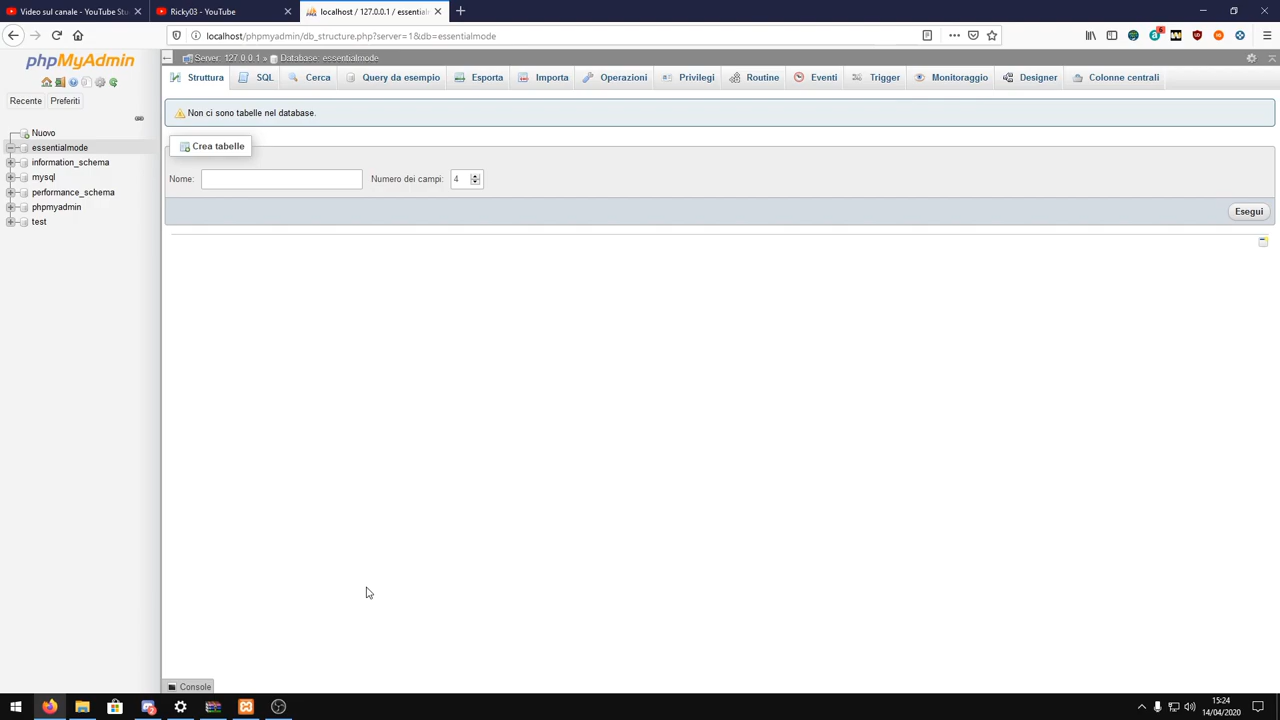 Video sul canale - YouTube Stu
Ricky03 - YouTube
localhost / 127.0.0.1 / essential
localhost/phpmyadmin/db_structure.php?server=1&db=essentialmode
phpMyAdmin
Recente
Preferiti
Nuovo
essentialmode
information_schema
mysql
performance_schema
phpmyadmin
test
Server: 127.0.0.1 » Database: essentialmode
Struttura
SQL
Cerca
Query da esempio
Esporta
Importa
Operazioni
Privilegi
Routine
Eventi
Trigger
Monitoraggio
Designer
Colonne centrali
Non ci sono tabelle nel database.
Crea tabelle
Nome:
Numero dei campi: 4
Esegui
Console
15:24
14/04/2020